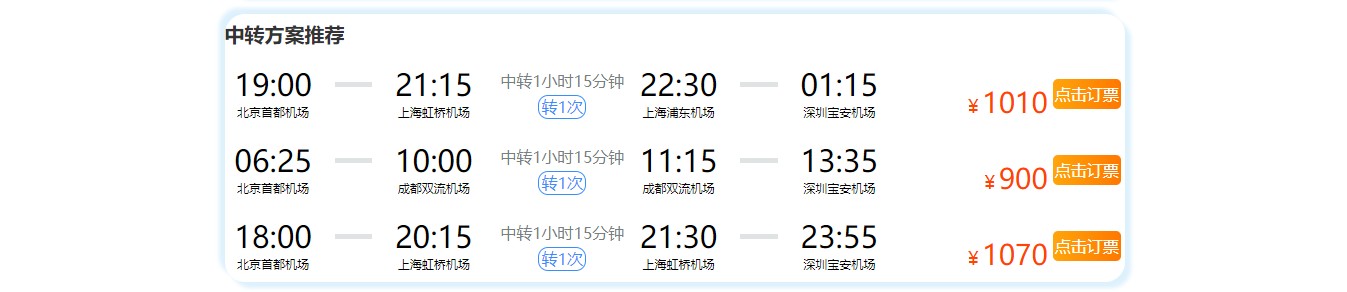 中转方案推荐
19:00 21:15 中转1小时15分钟 22:30 01:15
北京首都机场 上海虹桥机场 转1次 上海浦东机场 深圳宝安机场 ¥1010 点击订票
06:25 10:00 中转1小时15分钟 11:15 13:35
北京首都机场 成都双流机场 转1次 成都双流机场 深圳宝安机场 ¥900 点击订票
18:00 20:15 中转1小时15分钟 21:30 23:55
北京首都机场 上海虹桥机场 转1次 上海虹桥机场 深圳宝安机场 ¥1070 点击订票